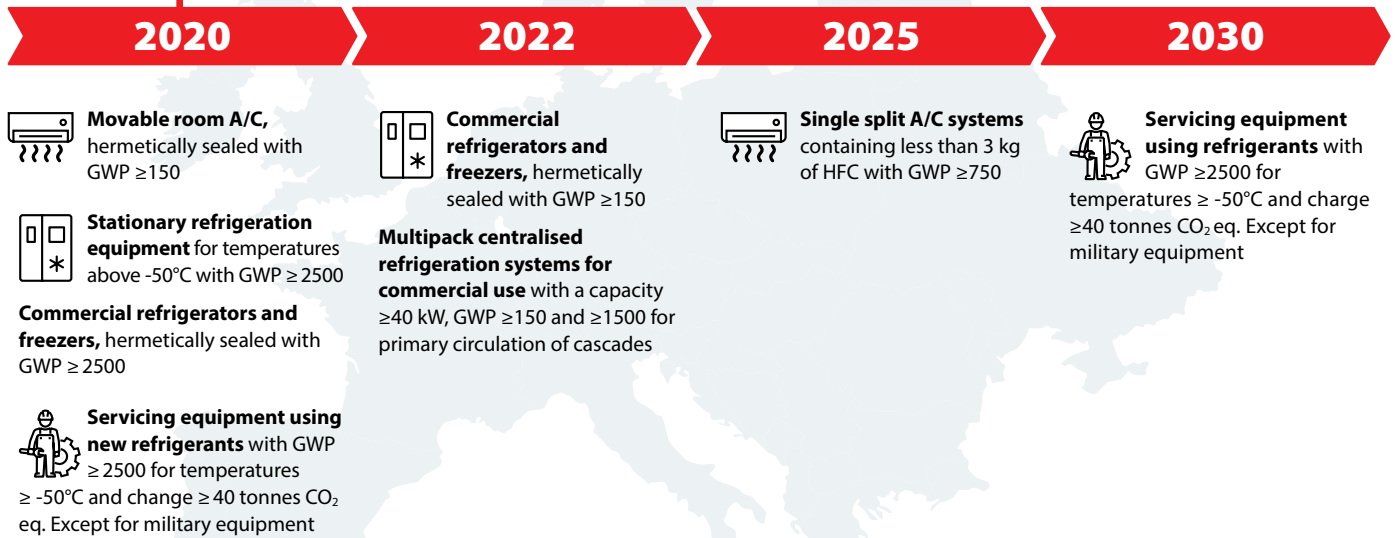 2020
Movable room A/C,
hermetically sealed with
GWP ≥150
Stationary refrigeration
equipment for temperatures
above -50°C with GWP ≥ 2500
Commercial refrigerators and
freezers, hermetically sealed with
GWP ≥ 2500
Servicing equipment using
new refrigerants with GWP
≥ 2500 for temperatures
≥ -50°C and change ≥ 40 tonnes CO₂
eq. Except for military equipment
2022
Commercial
refrigerators and
freezers, hermetically
sealed with GWP ≥150
Multipack centralised
refrigeration systems for
commercial use with a capacity
≥40 kW, GWP ≥150 and ≥1500 for
primary circulation of cascades
2025
Single split A/C systems
containing less than 3 kg
of HFC with GWP ≥750
2030
Servicing equipment
using refrigerants with
GWP ≥2500 for
temperatures ≥ -50°C and charge
≥40 tonnes CO₂ eq. Except for
military equipment